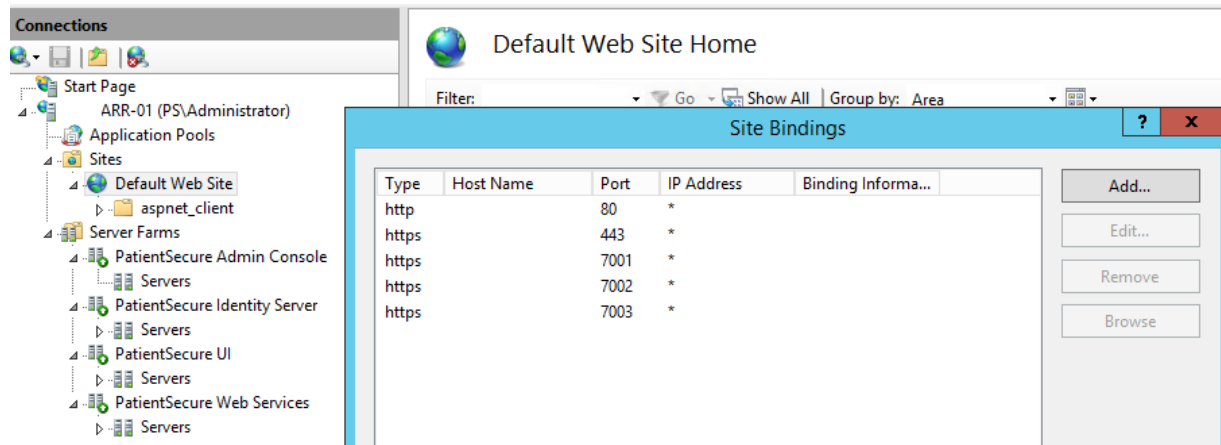 Connections
Start Page
ARR-01 (PS\Administrator)
Application Pools
Sites
Default Web Site
aspnet_client
Server Farms
PatientSecure Admin Console
Servers
PatientSecure Identity Server
Servers
PatientSecure UI
Servers
PatientSecure Web Services
Servers
Default Web Site Home
Filter: Go Show All Group by: Area
Site Bindings ? x
Type Host Name Port IP Address Binding Informa...
http 80 *
https 443 *
https 7001 *
https 7002 *
https 7003 *
Add...
Edit...
Remove
Browse